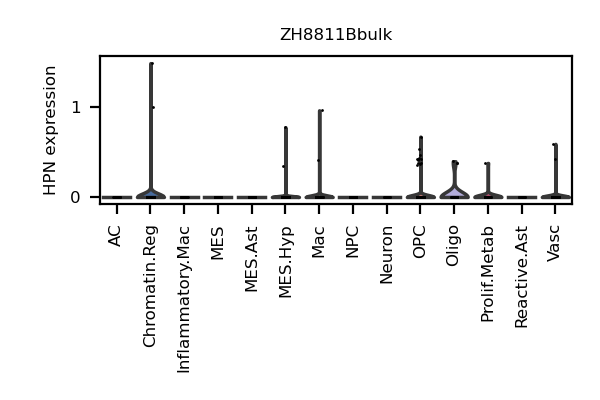 ZH8811Bbulk
HPN expression
1
0
AC
Chromatin.Reg
Inflammatory.Mac
MES
MES.Ast
MES.Hyp
Mac
NPC
Neuron
OPC
Oligo
Prolif.Metab
Reactive.Ast
Vasc